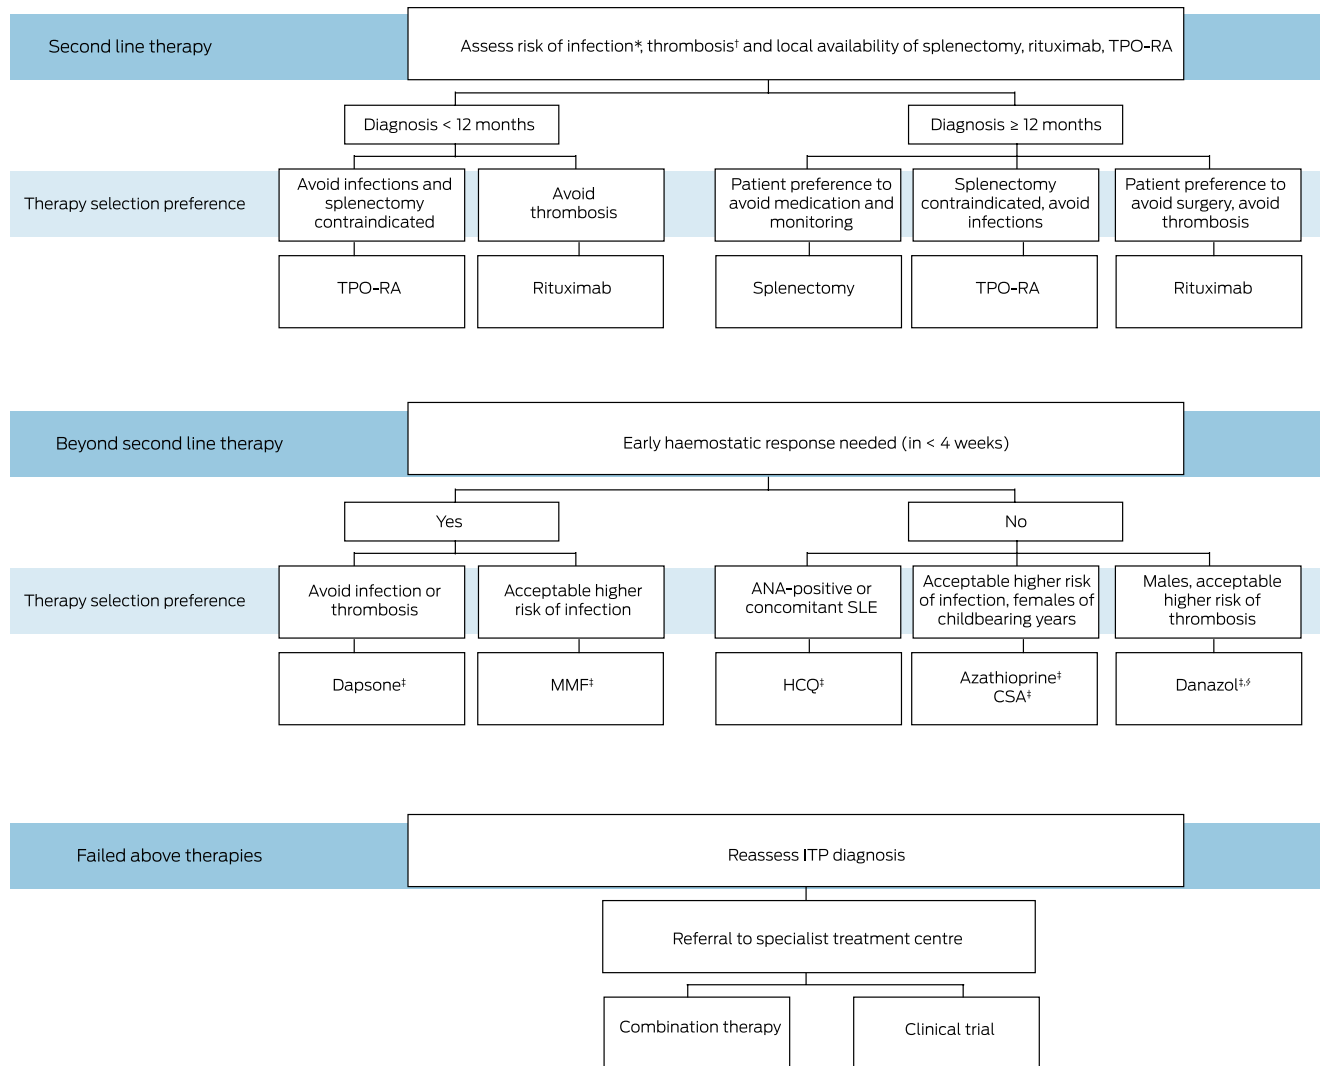 Second line therapy
Assess risk of infection*, thrombosis† and local availability of splenectomy, rituximab, TPO-RA
Diagnosis < 12 months
Diagnosis ≥ 12 months
Therapy selection preference
Avoid infections and
splenectomy
contraindicated
Avoid
thrombosis
Patient preference to
avoid medication and
monitoring
Splenectomy
contraindicated, avoid
infections
Patient preference to
avoid surgery, avoid
thrombosis
TPO-RA
Rituximab
Splenectomy
TPO-RA
Rituximab
Beyond second line therapy
Early haemostatic response needed (in < 4 weeks)
Yes
No
Therapy selection preference
Avoid infection or
thrombosis
Acceptable higher
risk of infection
ANA-positive or
concomitant SLE
Acceptable higher risk
of infection, females of
childbearing years
Males, acceptable
higher risk of
thrombosis
Dapsone‡
MMF‡
HCQ‡
Azathioprine‡
CSA‡
Danazol‡,§
Failed above therapies
Reassess ITP diagnosis
Referral to specialist treatment centre
Combination therapy
Clinical trial